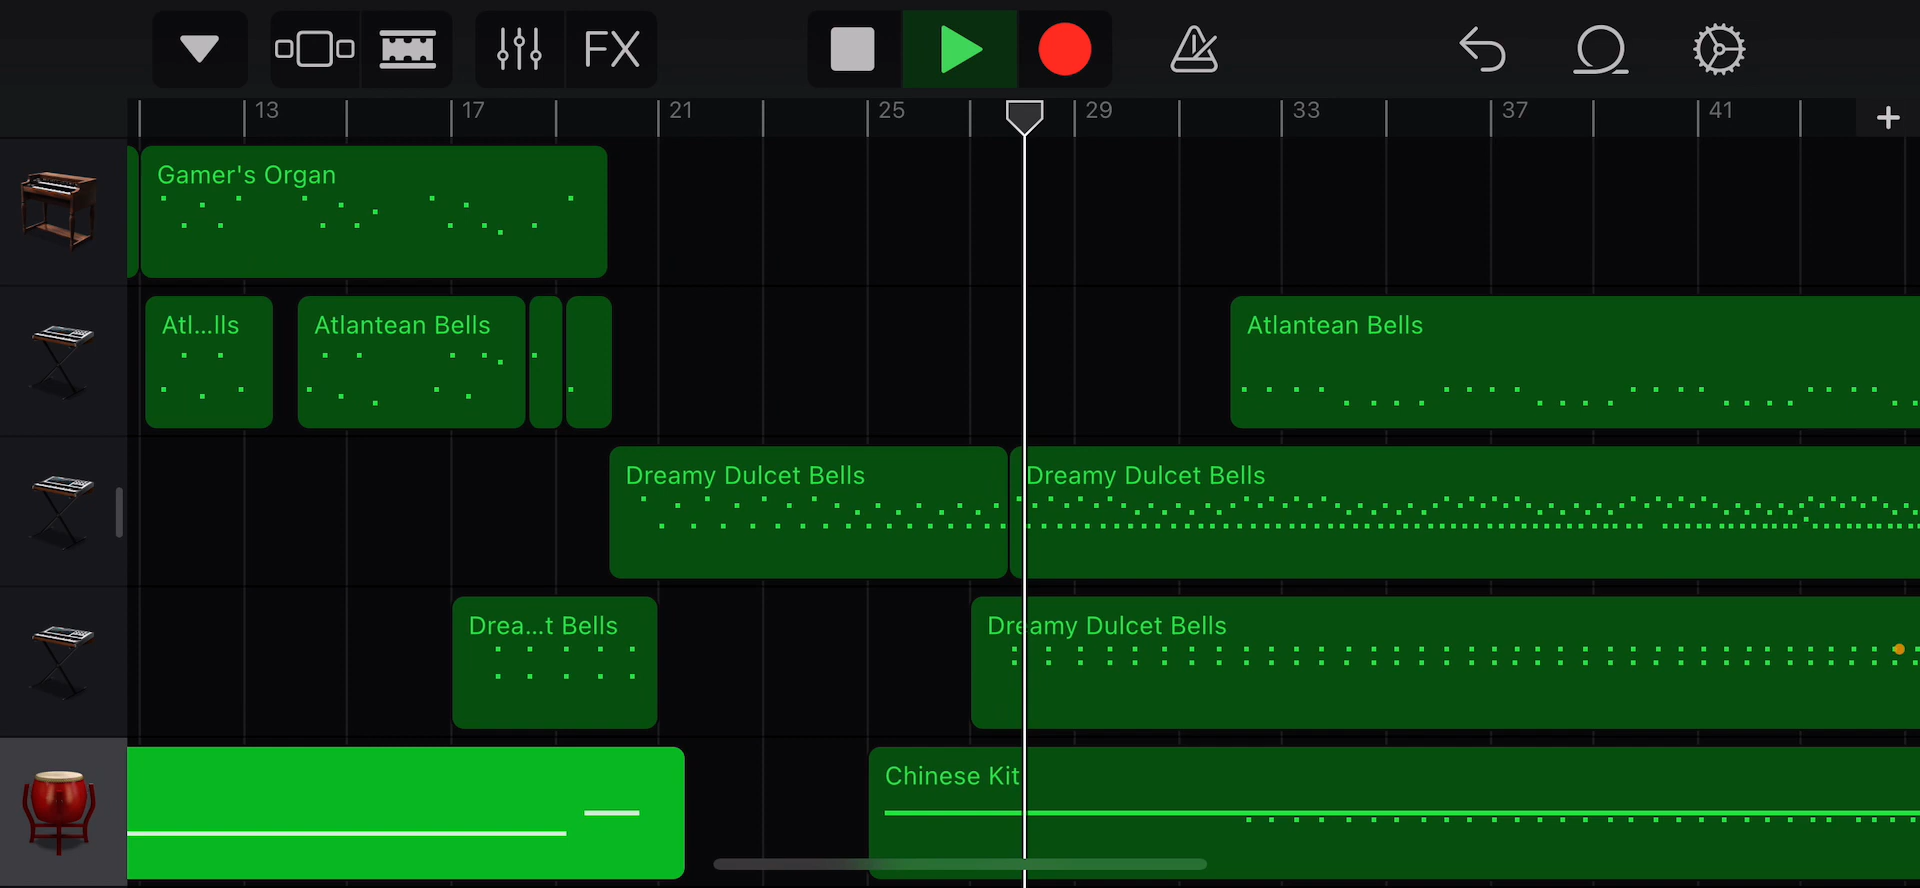 FX
13 17 21 25 29 33 37 41
Gamer's Organ
Atl...lls
Atlantean Bells
Atlantean Bells
Dreamy Dulcet Bells
Dreamy Dulcet Bells
Drea...t Bells
Dreamy Dulcet Bells
Chinese Kit